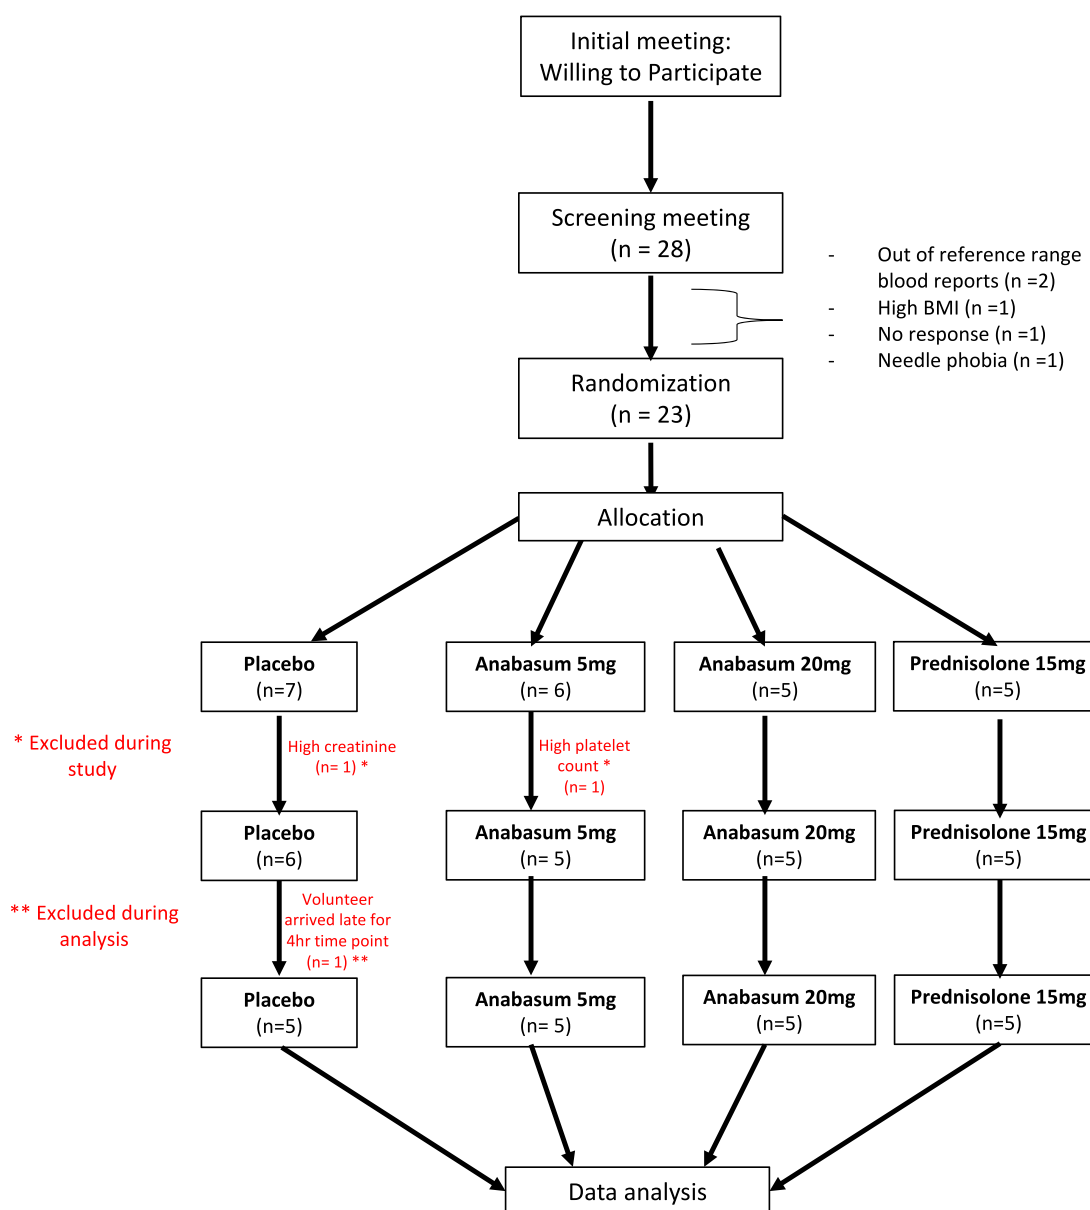 Initial meeting:
Willing to Participate
Screening meeting
(n = 28)
- Out of reference range
blood reports (n =2)
- High BMI (n =1)
- No response (n =1)
- Needle phobia (n =1)
Randomization
(n = 23)
Allocation
Placebo
(n=7)
Anabasum 5mg
(n= 6)
Anabasum 20mg
(n=5)
Prednisolone 15mg
(n=5)
* Excluded during
study
High creatinine
(n= 1) *
High platelet
count *
(n= 1)
Placebo
(n=6)
Anabasum 5mg
(n= 5)
Anabasum 20mg
(n=5)
Prednisolone 15mg
(n=5)
** Excluded during
analysis
Volunteer
arrived late for
4hr time point
(n= 1) **
Placebo
(n=5)
Anabasum 5mg
(n= 5)
Anabasum 20mg
(n=5)
Prednisolone 15mg
(n=5)
Data analysis